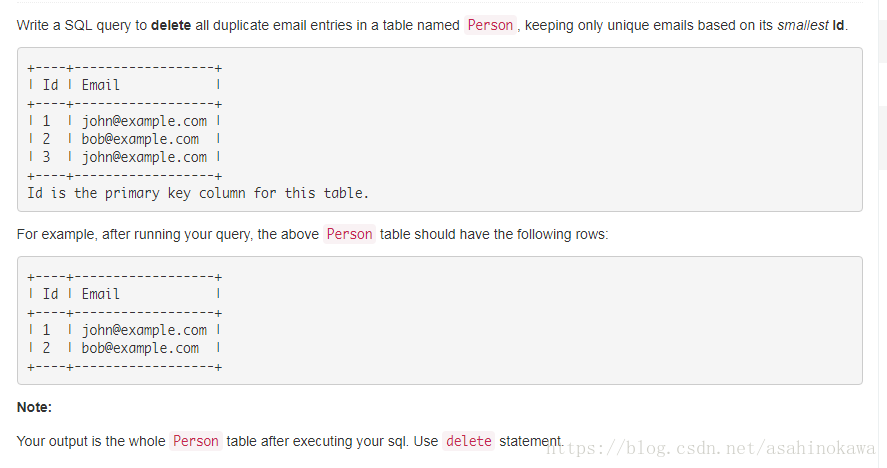 Write a SQL query to delete all duplicate email entries in a table named Person, keeping only unique emails based on its smallest Id.
+----+------------------+
| Id | Email            |
+----+------------------+
| 1  | john@example.com |
| 2  | bob@example.com  |
| 3  | john@example.com |
+----+------------------+
Id is the primary key column for this table.
For example, after running your query, the above Person table should have the following rows:
+----+------------------+
| Id | Email            |
+----+------------------+
| 1  | john@example.com |
| 2  | bob@example.com  |
+----+------------------+
Note:
Your output is the whole Person table after executing your sql. Use delete statement.
https://blog.csdn.net/asahinokawa